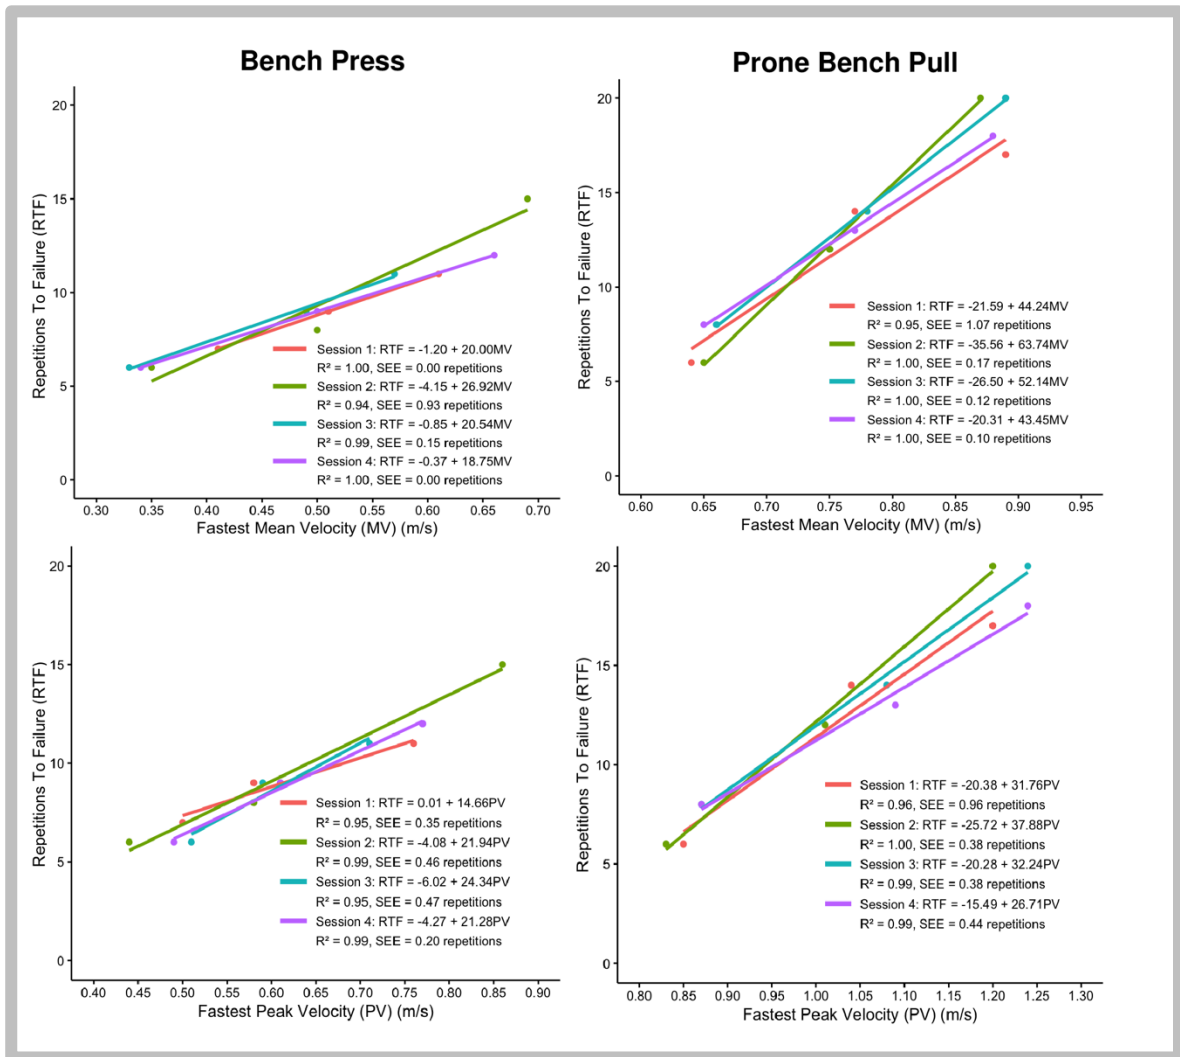 Bench Press
Repetitions To Failure (RTF)
20
15
10
5
0
Session 1: RTF = -1.20 + 20.00MV
R² = 1.00, SEE = 0.00 repetitions
Session 2: RTF = -4.15 + 26.92MV
R² = 0.94, SEE = 0.93 repetitions
Session 3: RTF = -0.85 + 20.54MV
R² = 0.99, SEE = 0.15 repetitions
Session 4: RTF = -0.37 + 18.75MV
R² = 1.00, SEE = 0.00 repetitions
0.30 0.35 0.40 0.45 0.50 0.55 0.60 0.65 0.70
Fastest Mean Velocity (MV) (m/s)
Prone Bench Pull
Repetitions To Failure (RTF)
20
15
10
5
0
Session 1: RTF = -21.59 + 44.24MV
R² = 0.95, SEE = 1.07 repetitions
Session 2: RTF = -35.56 + 63.74MV
R² = 1.00, SEE = 0.17 repetitions
Session 3: RTF = -26.50 + 52.14MV
R² = 1.00, SEE = 0.12 repetitions
Session 4: RTF = -20.31 + 43.45MV
R² = 1.00, SEE = 0.10 repetitions
0.60 0.65 0.70 0.75 0.80 0.85 0.90 0.95
Fastest Mean Velocity (MV) (m/s)
Repetitions To Failure (RTF)
20
15
10
5
0
Session 1: RTF = 0.01 + 14.66PV
R² = 0.95, SEE = 0.35 repetitions
Session 2: RTF = -4.08 + 21.94PV
R² = 0.99, SEE = 0.46 repetitions
Session 3: RTF = -6.02 + 24.34PV
R² = 0.95, SEE = 0.47 repetitions
Session 4: RTF = -4.27 + 21.28PV
R² = 0.99, SEE = 0.20 repetitions
0.40 0.45 0.50 0.55 0.60 0.65 0.70 0.75 0.80 0.85 0.90
Fastest Peak Velocity (PV) (m/s)
Repetitions To Failure (RTF)
20
15
10
5
0
Session 1: RTF = -20.38 + 31.76PV
R² = 0.96, SEE = 0.96 repetitions
Session 2: RTF = -25.72 + 37.88PV
R² = 1.00, SEE = 0.38 repetitions
Session 3: RTF = -20.28 + 32.24PV
R² = 0.99, SEE = 0.38 repetitions
Session 4: RTF = -15.49 + 26.71PV
R² = 0.99, SEE = 0.44 repetitions
0.80 0.85 0.90 0.95 1.00 1.05 1.10 1.15 1.20 1.25 1.30
Fastest Peak Velocity (PV) (m/s)